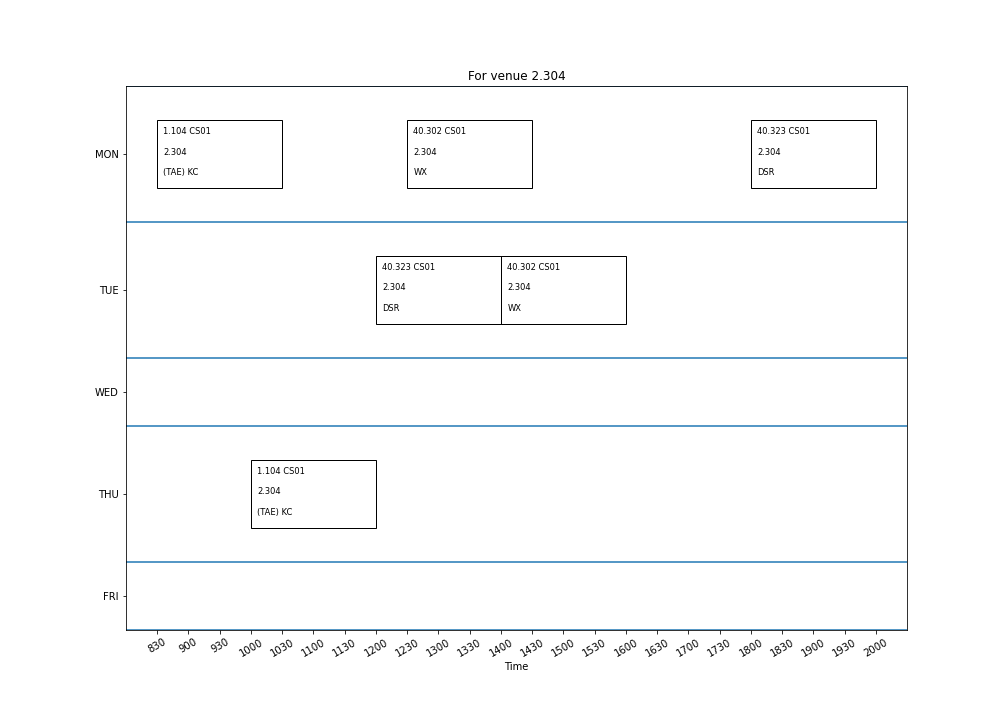 For venue 2.304
MON
1.104 CS01
2.304
(TAE) KC
40.302 CS01
2.304
WX
40.323 CS01
2.304
DSR
TUE
40.323 CS01
2.304
DSR
40.302 CS01
2.304
WX
WED
THU
1.104 CS01
2.304
(TAE) KC
FRI
830 900 930 1000 1030 1100 1130 1200 1230 1300 1330 1400 1430 1500 1530 1600 1630 1700 1730 1800 1830 1900 1930 2000
Time